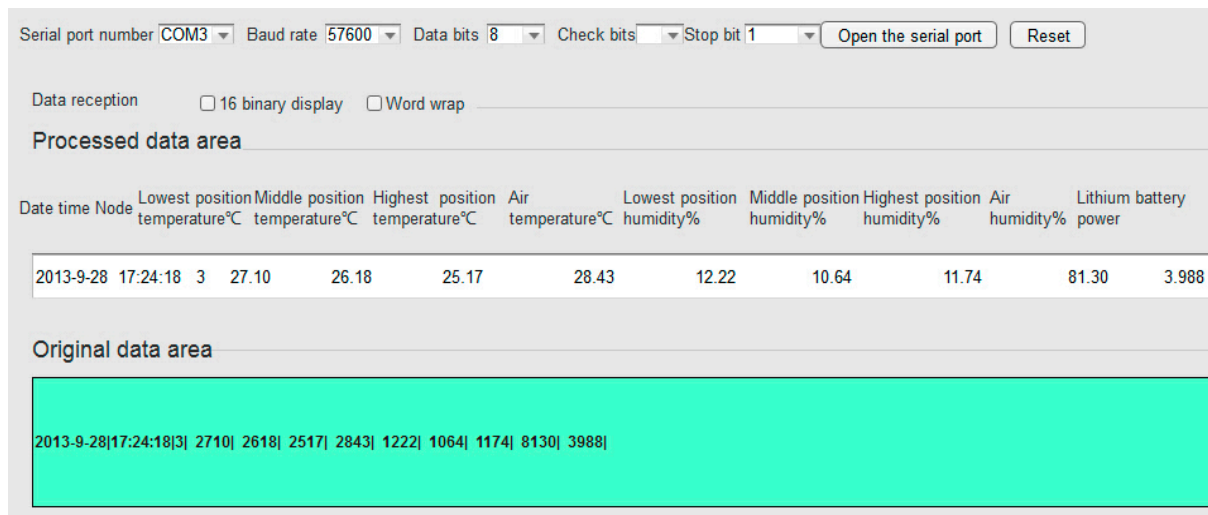 Serial port number COM3 Baud rate 57600 Data bits 8 Check bits Stop bit 1 Open the serial port Reset
Data reception 16 binary display Word wrap
Processed data area
Date time Node Lowest position temperature℃ Middle position temperature℃ Highest position temperature℃ Air temperature℃ Lowest position humidity% Middle position humidity% Highest position humidity% Air humidity% Lithium battery power
2013-9-28 17:24:18 3 27.10 26.18 25.17 28.43 12.22 10.64 11.74 81.30 3.988
Original data area
2013-9-28|17:24:18|3| 2710| 2618| 2517| 2843| 1222| 1064| 1174| 8130| 3988|